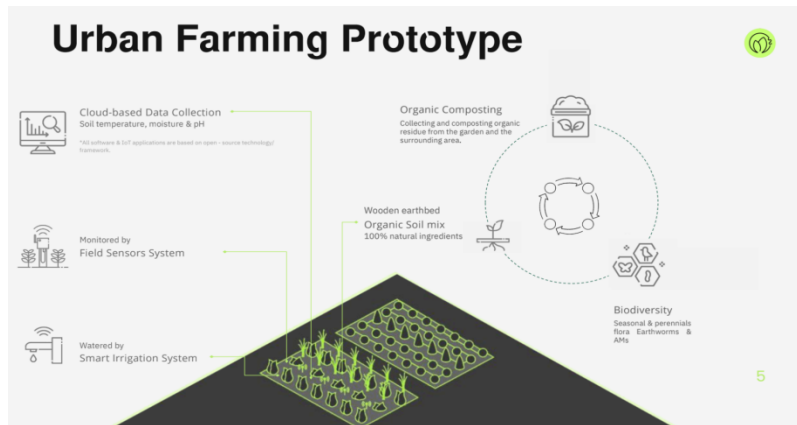 Urban Farming Prototype
Cloud-based Data Collection
Soil temperature, moisture & pH
*All software & IoT applications are based on open - source technology/
framework.
Monitored by
Field Sensors System
Watered by
Smart Irrigation System
Wooden earthbed
Organic Soil mix
100% natural ingredients
Organic Composting
Collecting and composting organic
residue from the garden and the
surrounding area.
Biodiversity
Seasonal & perennials
flora Earthworms &
AMs
5